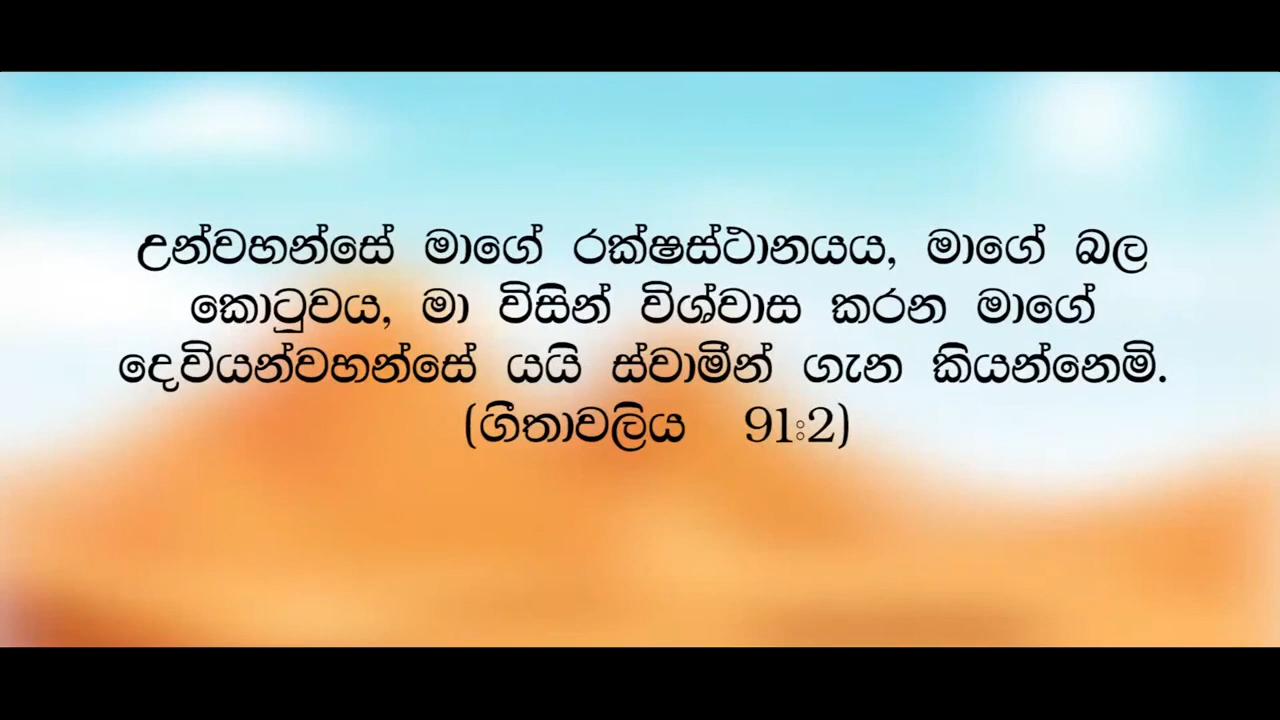 උන්වහන්සේ මාගේ රක්ෂස්ථානයය, මාගේ බල
කොටුවය, මා විසින් විශ්වාස කරන මාගේ
දෙවියන්වහන්සේ යයි ස්වාමීන් ගැන කියන්නෙමි.
(ගීතාවලිය 91:2)